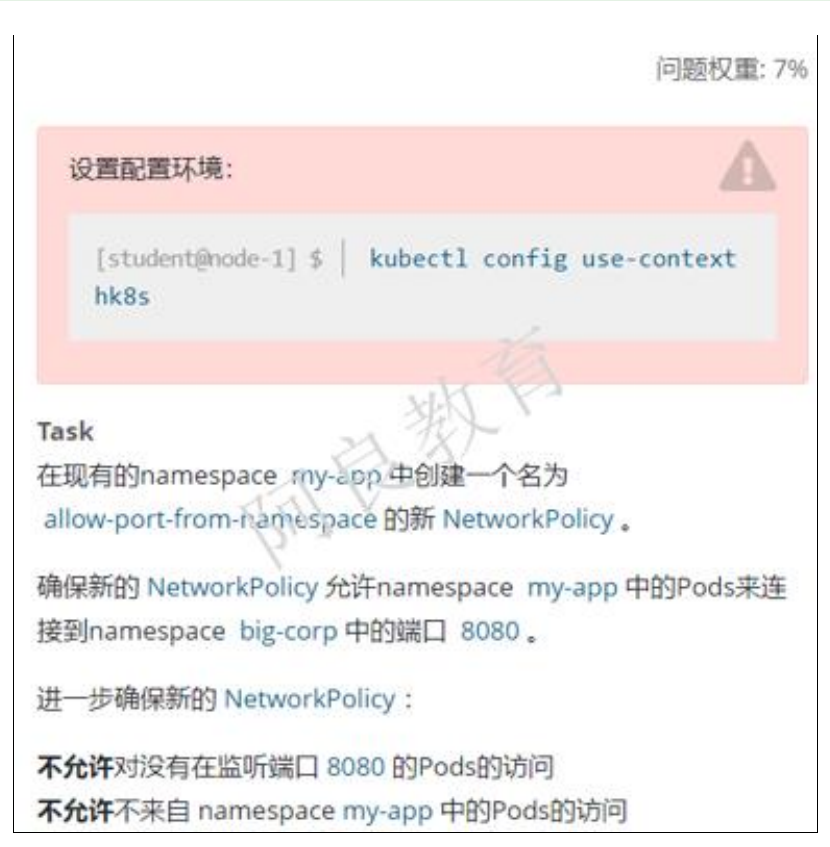 问题权重: 7%
设置配置环境：
[student@node-1] $ | kubectl config use-context
hk8s
Task
在现有的namespace my-app 中创建一个名为
allow-port-from-namespace 的新 NetworkPolicy 。
确保新的 NetworkPolicy 允许namespace my-app 中的Pods来连
接到namespace big-corp 中的端口 8080 。
进一步确保新的 NetworkPolicy：
不允许对没有在监听端口 8080 的Pods的访问
不允许不来自 namespace my-app 中的Pods的访问
阿良教育